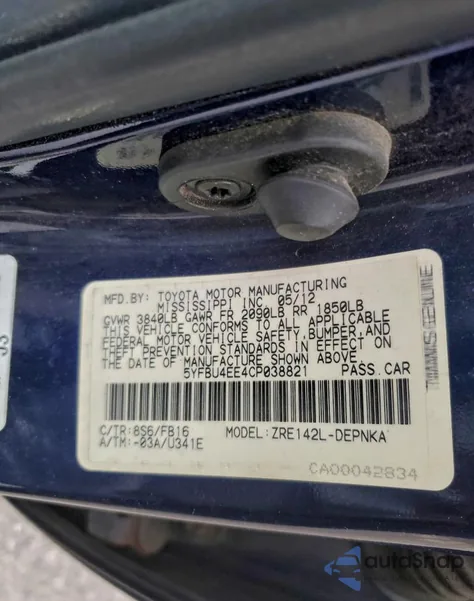 MFD.BY: TOYOTA MOTOR MANUFACTURING
MISSISSIPPI INC. 05/12
GVWR 3840LB GAWR FR 2090LB RR 1850LB
THIS VEHICLE CONFORMS TO ALL APPLICABLE
FEDERAL MOTOR VEHICLE SAFETY, BUMPER, AND
THEFT PREVENTION STANDARDS IN EFFECT ON
THE DATE OF MANUFACTURE SHOWN ABOVE.
5YFBU4EE4CP038821 PASS.CAR
C/TR:8S6/FB16 MODEL:ZRE142L-DEPNKA
A/TM:-03A/U341E
CA00042834
autosnap